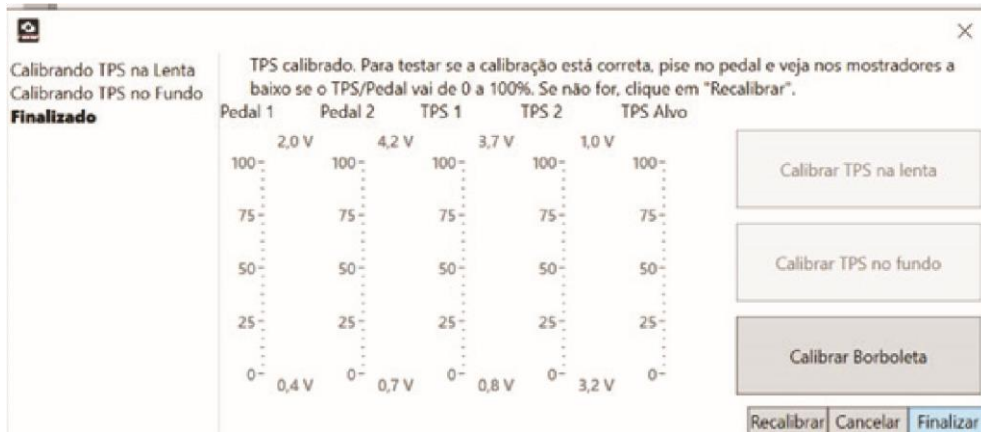 Calibrando TPS na Lenta
Calibrando TPS no Fundo
Finalizado
TPS calibrado. Para testar se a calibração está correta, pise no pedal e veja nos mostradores a
baixo se o TPS/Pedal vai de 0 a 100%. Se não for, clique em "Recalibrar".
Pedal 1 Pedal 2 TPS 1 TPS 2 TPS Alvo
2,0 V 4,2 V 3,7 V 1,0 V
100 100 100 100 100
75 75 75 75 75
50 50 50 50 50
25 25 25 25 25
0 0 0 0 0
0,4 V 0,7 V 0,8 V 3,2 V
Calibrar TPS na lenta
Calibrar TPS no fundo
Calibrar Borboleta
Recalibrar Cancelar Finalizar